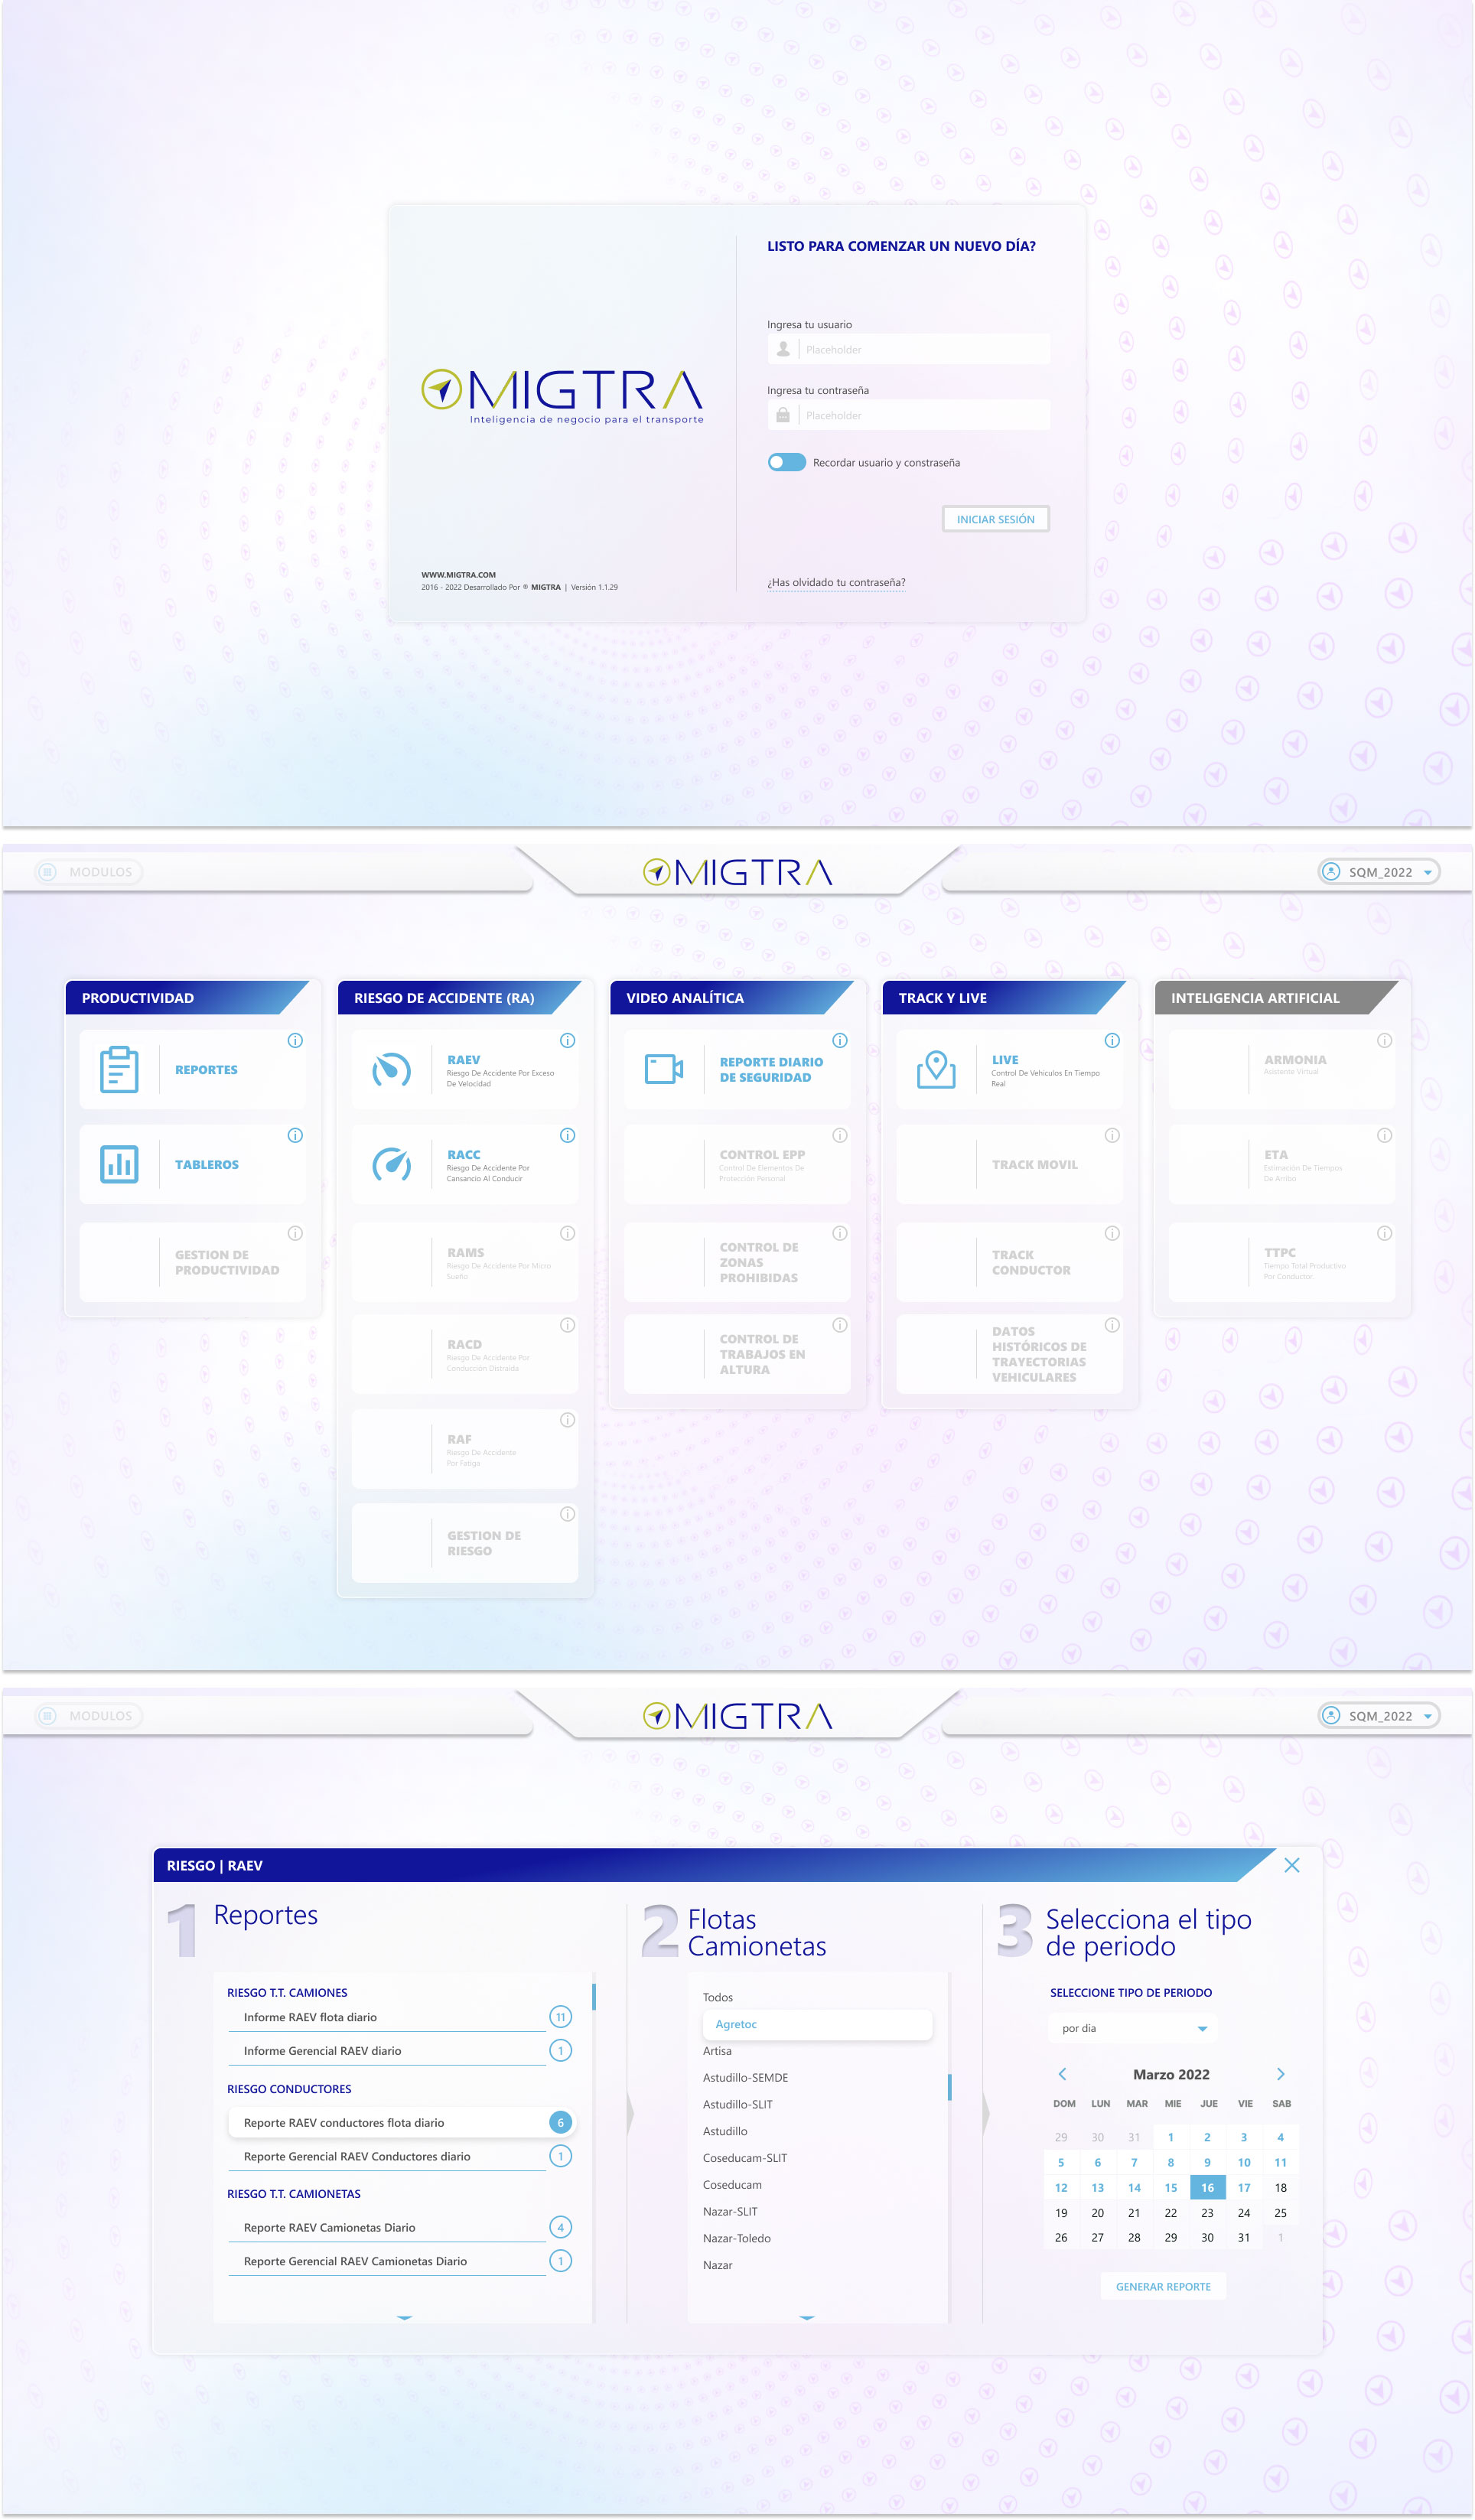 LISTO PARA COMENZAR UN NUEVO DÍA?
Ingresa tu usuario
Placeholder
Ingresa tu contraseña
Placeholder
Recordar usuario y constraseña
INICIAR SESIÓN
¿Has olvidado tu contraseña?
MIGTRA
Inteligencia de negocio para el transporte
WWW.MIGTRA.COM
2016 - 2022 Desarrollado Por ® MIGTRA | Versión 1.1.29
MODULOS
MIGTRA
SQM_2022
PRODUCTIVIDAD
REPORTES
TABLEROS
GESTION DE
PRODUCTIVIDAD
RIESGO DE ACCIDENTE (RA)
RAEV
Riesgo De Accidente Por Exceso
De Velocidad
RACC
Riesgo De Accidente Por
Cansancio Al Conducir
RAMS
Riesgo De Accidente Por Micro
Sueño
RACD
Riesgo De Accidente Por
Conducción Distraida
RAF
Riesgo De Accidente
Por Fatiga
GESTION DE
RIESGO
VIDEO ANALÍTICA
REPORTE DIARIO
DE SEGURIDAD
CONTROL EPP
Control De Elementos De
Protección Personal
CONTROL DE
ZONAS
PROHIBIDAS
CONTROL DE
TRABAJOS EN
ALTURA
TRACK Y LIVE
LIVE
Control De Vehiculos En Tiempo
Real
TRACK MOVIL
TRACK
CONDUCTOR
DATOS
HISTÓRICOS DE
TRAYECTORIAS
VEHICULARES
INTELIGENCIA ARTIFICIAL
ARMONIA
Asistente Virtual
ETA
Estimación De Tiempos
De Arribo
TTPC
Tiempo Total Productivo
Por Conductor
MODULOS
MIGTRA
SQM_2022
RIESGO | RAEV
1 Reportes
RIESGO T.T. CAMIONES
Informe RAEV flota diario 11
Informe Gerencial RAEV diario 1
RIESGO CONDUCTORES
Reporte RAEV conductores flota diario 6
Reporte Gerencial RAEV Conductores diario 1
RIESGO T.T. CAMIONETAS
Reporte RAEV Camionetas Diario 4
Reporte Gerencial RAEV Camionetas Diario 1
2 Flotas
Camionetas
Todos
Agretoc
Artisa
Astudillo-SEMDE
Astudillo-SLIT
Astudillo
Coseducam-SLIT
Coseducam
Nazar-SLIT
Nazar-Toledo
Nazar
3 Selecciona el tipo
de periodo
SELECCIONE TIPO DE PERIODO
por dia
Marzo 2022
DOM LUN MAR MIE JUE VIE SAB
29 30 31 1 2 3 4
5 6 7 8 9 10 11
12 13 14 15 16 17 18
19 20 21 22 23 24 25
26 27 28 29 30 31 1
GENERAR REPORTE